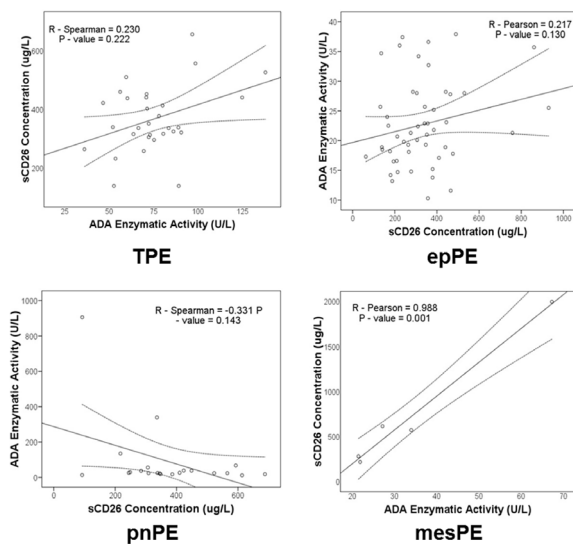 R - Spearman = 0.230
P - value = 0.222
sCD26 Concentration (ug/L)
600
400
200
25
50
75
100
125
ADA Enzymatic Activity (U/L)
TPE
R - Pearson = 0.217
P - value = 0.130
ADA Enzymatic Activity (U/L)
40
35
30
25
20
15
10
0
200
400
600
800
1000
sCD26 Concentration (ug/L)
epPE
R - Spearman = -0.331 P
- value = 0.143
ADA Enzymatic Activity (U/L)
1000
800
600
400
200
0
0
200
400
600
sCD26 Concentration (ug/L)
pnPE
R - Pearson = 0.988
P - value = 0.001
sCD26 Concentration (ug/L)
2000
1500
1000
500
0
20
30
40
50
60
70
ADA Enzymatic Activity (U/L)
mesPE